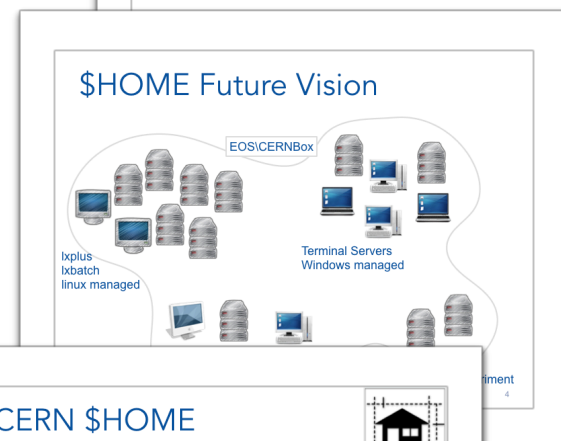 $HOME Future Vision
EOS\CERNBox
lxplus
lxbatch
linux managed
Terminal Servers
Windows managed
4
CERN $HOME